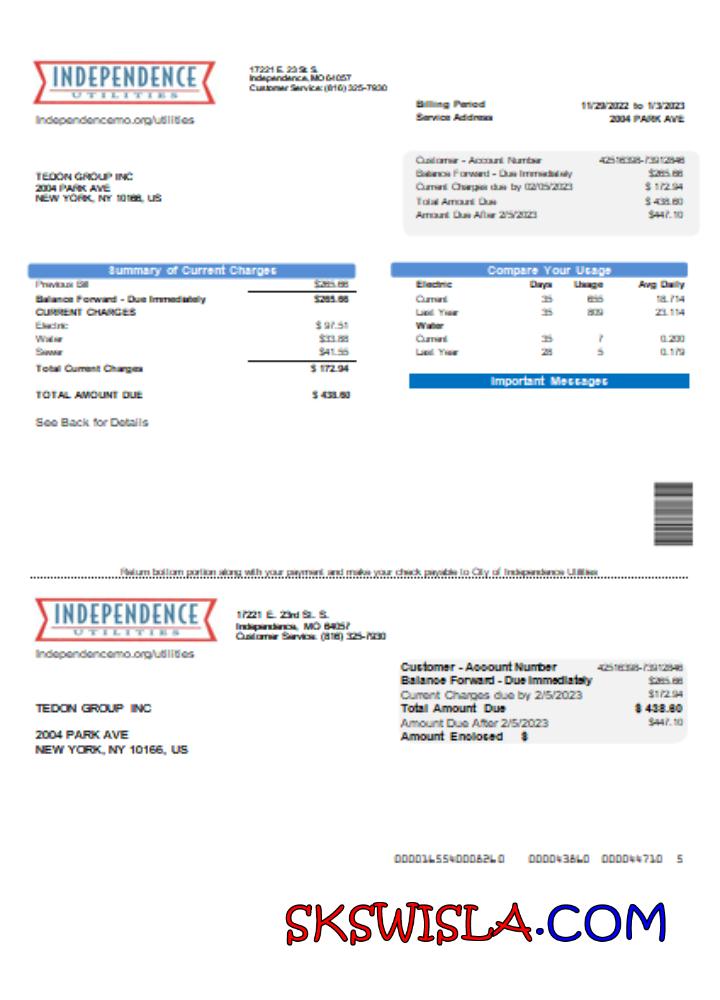 INDEPENDENCE
UTILITIES
Independencemo.org/utilities
17221 E. 23 St S.
Independence, MO 64057
Customer Service: (816) 325-7930
Billing Period 11/29/2022 to 1/3/2023
Service Address 2004 PARK AVE
TEDON GROUP INC
2004 PARK AVE
NEW YORK, NY 10166, US
Customer - Account Number 42516398-73912846
Balance Forward - Due Immediately $265.66
Current Charges due by 02/05/2023 $ 172.94
Total Amount Due $ 438.60
Amount Due After 2/5/2023 $447.10
Summary of Current Charges
Previous Bill $265.66
Balance Forward - Due Immediately $265.66
CURRENT CHARGES
Electric $ 97.51
Water $33.88
Sewer $41.55
Total Current Charges $ 172.94
TOTAL AMOUNT DUE $ 438.60
See Back for Details
Compare Your Usage
Electric Days Usage Avg Daily
Current 35 655 18.714
Last Year 35 809 23.114
Water
Current 35 7 0.200
Last Year 28 5 0.179
Important Messages
Return bottom portion along with your payment and make your check payable to City of Independence Utilities
INDEPENDENCE
UTILITIES
Independencemo.org/utilities
17221 E. 23rd St. S.
Independence, MO 64057
Customer Service: (816) 325-7930
TEDON GROUP INC
2004 PARK AVE
NEW YORK, NY 10166, US
Customer - Account Number 42516398-73912846
Balance Forward - Due Immediately $265.66
Current Charges due by 2/5/2023 $172.94
Total Amount Due $ 438.60
Amount Due After 2/5/2023 $447.10
Amount Enclosed $
0000165540008260 000043860 000044710 5
SKSWISLA.COM